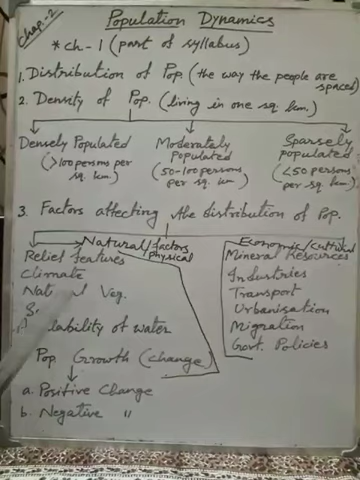 Chap-2
Population Dynamics
* ch-1 (part of syllabus)
1. Distribution of Pop (the way the people are spaced)
2. Density of Pop. (living in one sq. km.)
Densely Populated
(>100 persons per sq. km)
Moderately Populated
(50-100 persons per sq. km)
Sparsely populated
(<50 persons per sq. km)
3. Factors affecting the distribution of Pop.
Natural/factors
Physical
Relief features
Climate
Veg.
lability of water
Pop Growth (change)
a. Positive Change
b. Negative "
Economic/cultural
Mineral Resources
Industries
Transport
Urbanisation
Migration
Govt. Policies